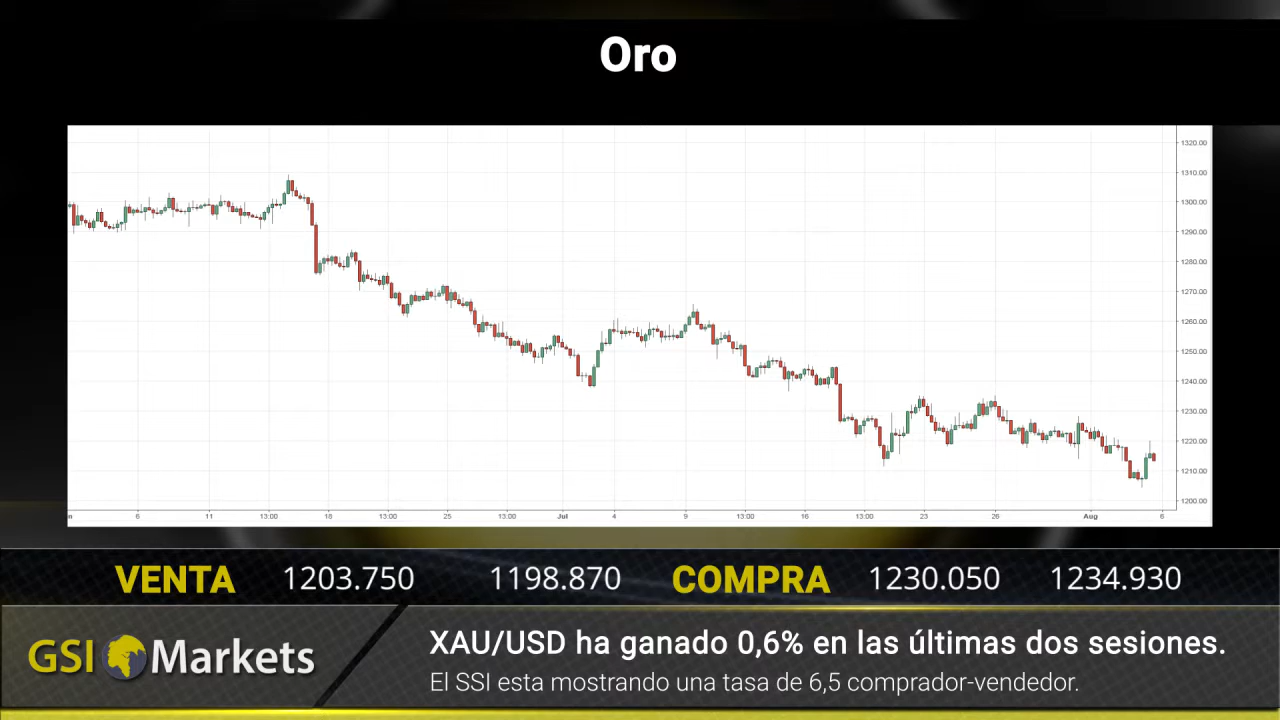 Oro
1320.00
1310.00
1300.00
1290.00
1280.00
1270.00
1260.00
1250.00
1240.00
1230.00
1220.00
1210.00
1200.00
n 6 11 13:00 16 13:00 25 13:00 Jul 4 9 13:00 16 13:00 23 26 Aug 6
VENTA 1203.750 1198.870 COMPRA 1230.050 1234.930
GSI Markets
XAU/USD ha ganado 0,6% en las últimas dos sesiones.
El SSI esta mostrando una tasa de 6,5 comprador-vendedor.